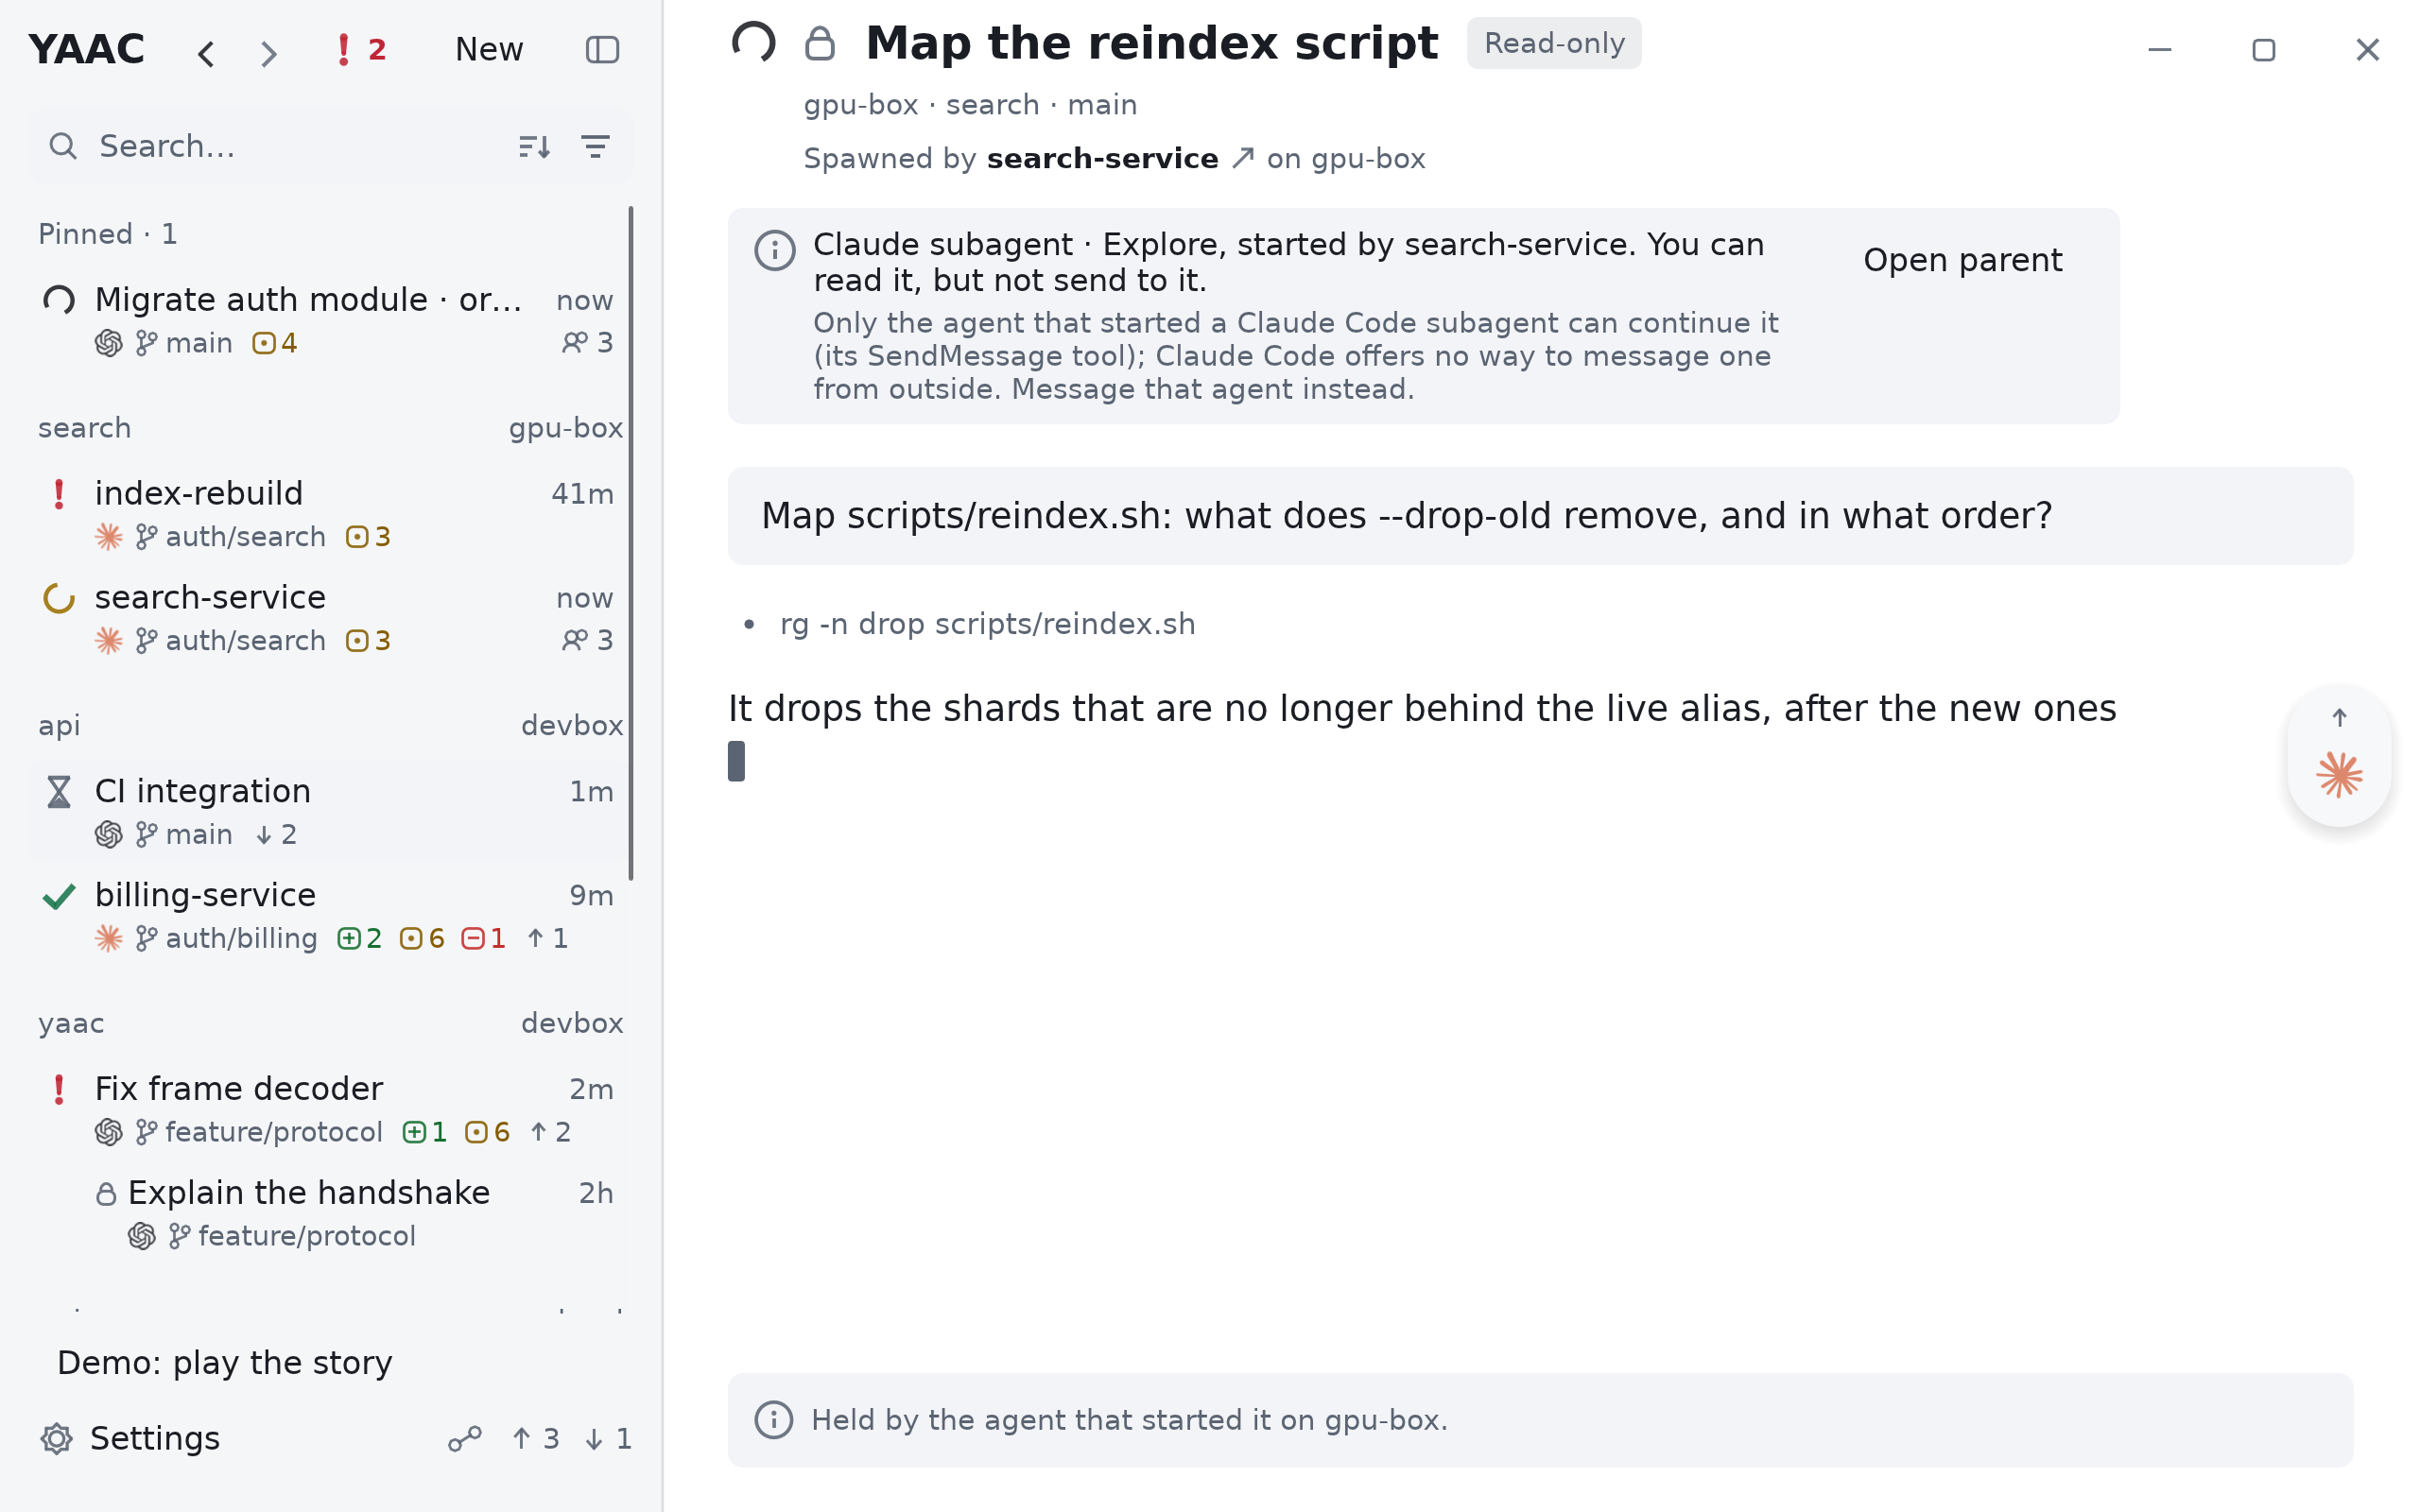 YAAC
2
New
Search...
Pinned · 1
Migrate auth module · or... now
main 4 3
search gpu-box
index-rebuild 41m
auth/search 3
search-service now
auth/search 3 3
api devbox
CI integration 1m
main ↓ 2
billing-service 9m
auth/billing 2 6 1 ↑ 1
yaac devbox
Fix frame decoder 2m
feature/protocol 1 6 ↑ 2
Explain the handshake 2h
feature/protocol
Demo: play the story
Settings ↑ 3 ↓ 1
Map the reindex script Read-only
gpu-box · search · main
Spawned by search-service ↗ on gpu-box
Claude subagent · Explore, started by search-service. You can
read it, but not send to it.
Open parent
Only the agent that started a Claude Code subagent can continue it
(its SendMessage tool); Claude Code offers no way to message one
from outside. Message that agent instead.
Map scripts/reindex.sh: what does --drop-old remove, and in what order?
• rg -n drop scripts/reindex.sh
It drops the shards that are no longer behind the live alias, after the new ones
Held by the agent that started it on gpu-box.